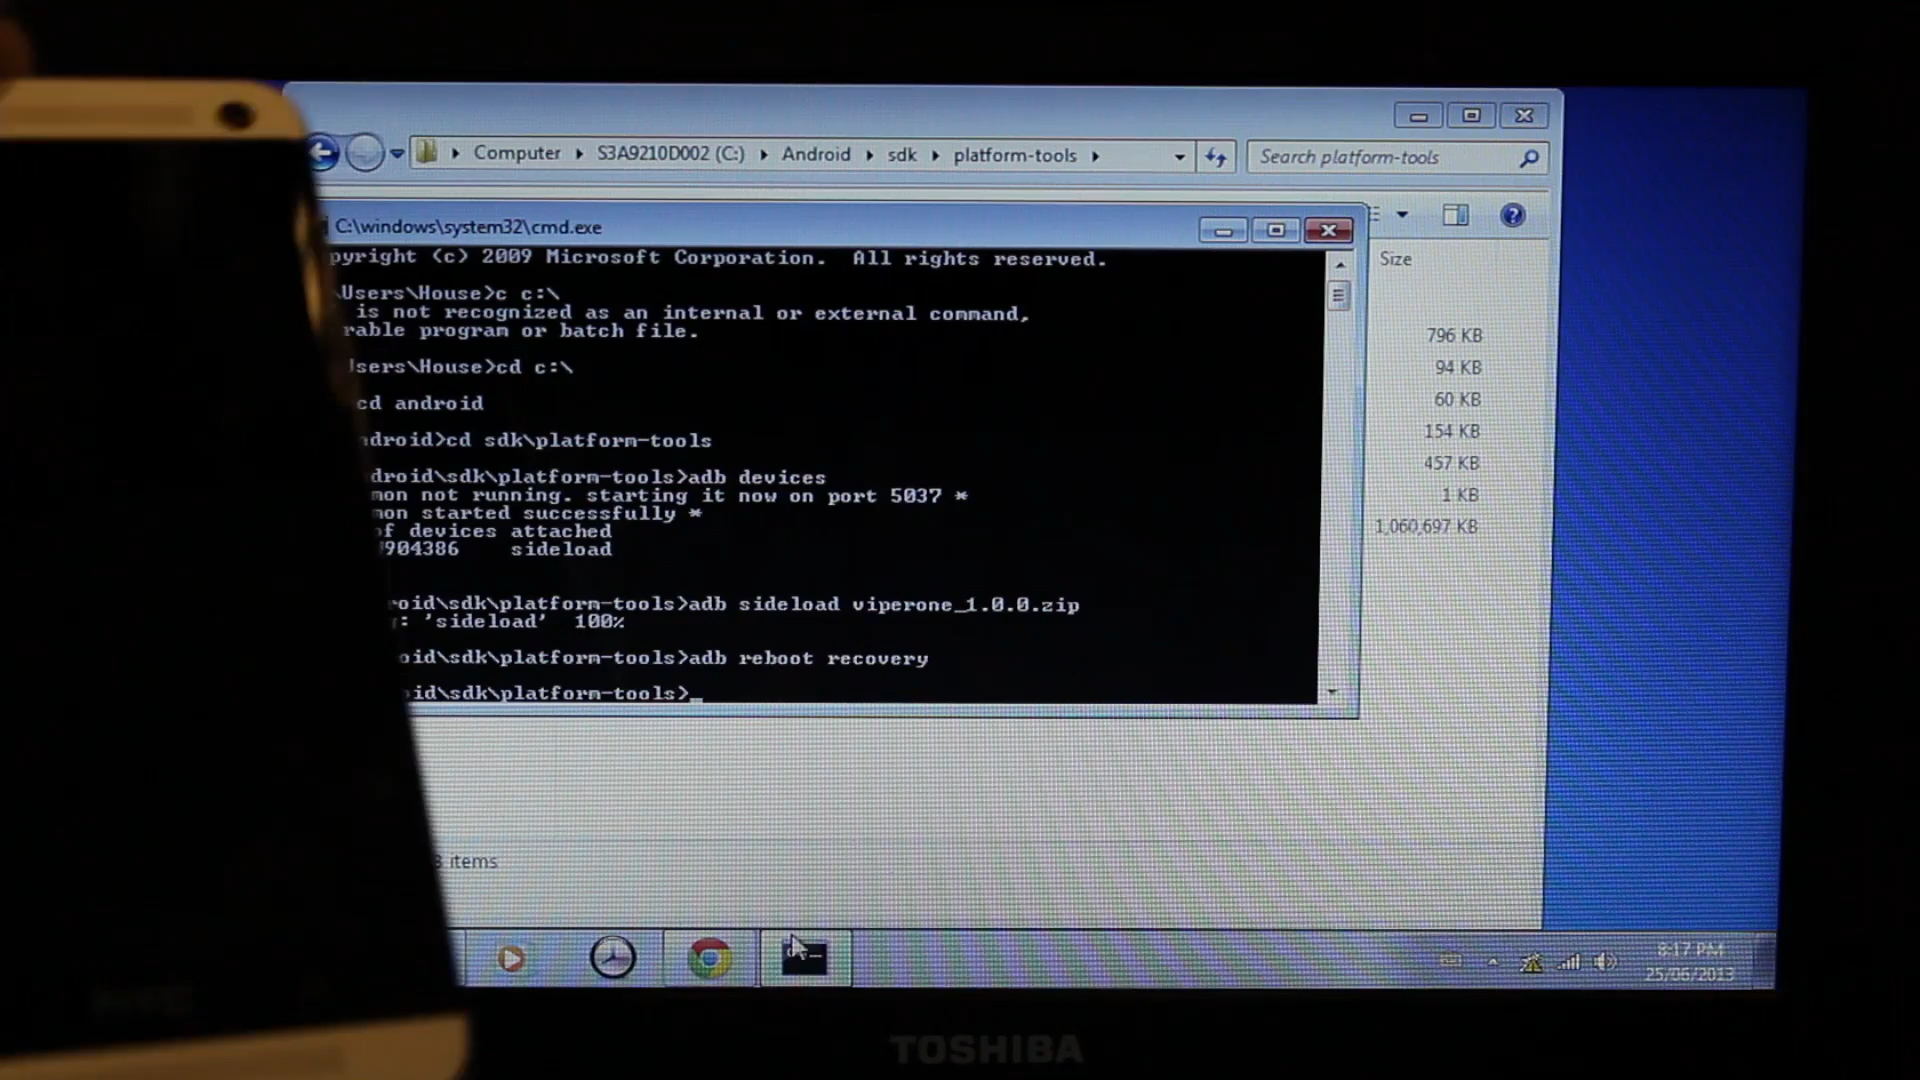 Computer S3A9210D002 (C:) Android sdk platform-tools Search platform-tools
C:\windows\system32\cmd.exe
Size
pyright (c) 2009 Microsoft Corporation. All rights reserved.
\Users\House>c c:\
is not recognized as an internal or external command,
rable program or batch file.
sers\House>cd c:\
cd android
ndroid>cd sdk\platform-tools
droid\sdk\platform-tools>adb devices
mon not running. starting it now on port 5037 *
mon started successfully *
of devices attached
904386 sideload
roid\sdk\platform-tools>adb sideload viperone_1.0.0.zip
: 'sideload' 100%
oid\sdk\platform-tools>adb reboot recovery
id\sdk\platform-tools>_
796 KB
94 KB
60 KB
154 KB
457 KB
1 KB
1,060,697 KB
items
8:17 PM
25/06/2013
TOSHIBA